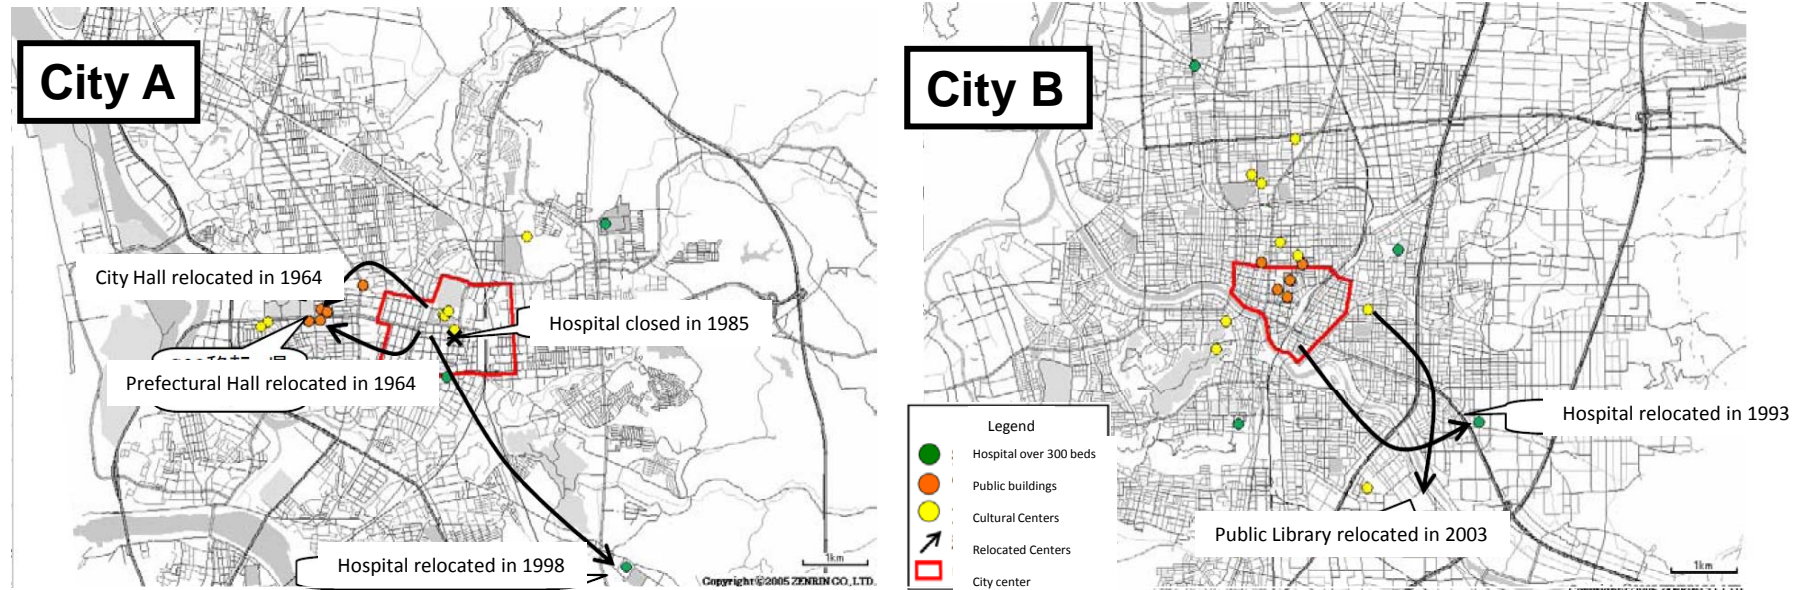 City A
City Hall relocated in 1964
Hospital closed in 1985
Prefectural Hall relocated in 1964
Hospital relocated in 1998
1km
Copyright ©2005 ZENRIN CO., LTD.
City B
Legend
Hospital over 300 beds
Public buildings
Cultural Centers
Relocated Centers
City center
Hospital relocated in 1993
Public Library relocated in 2003
1km